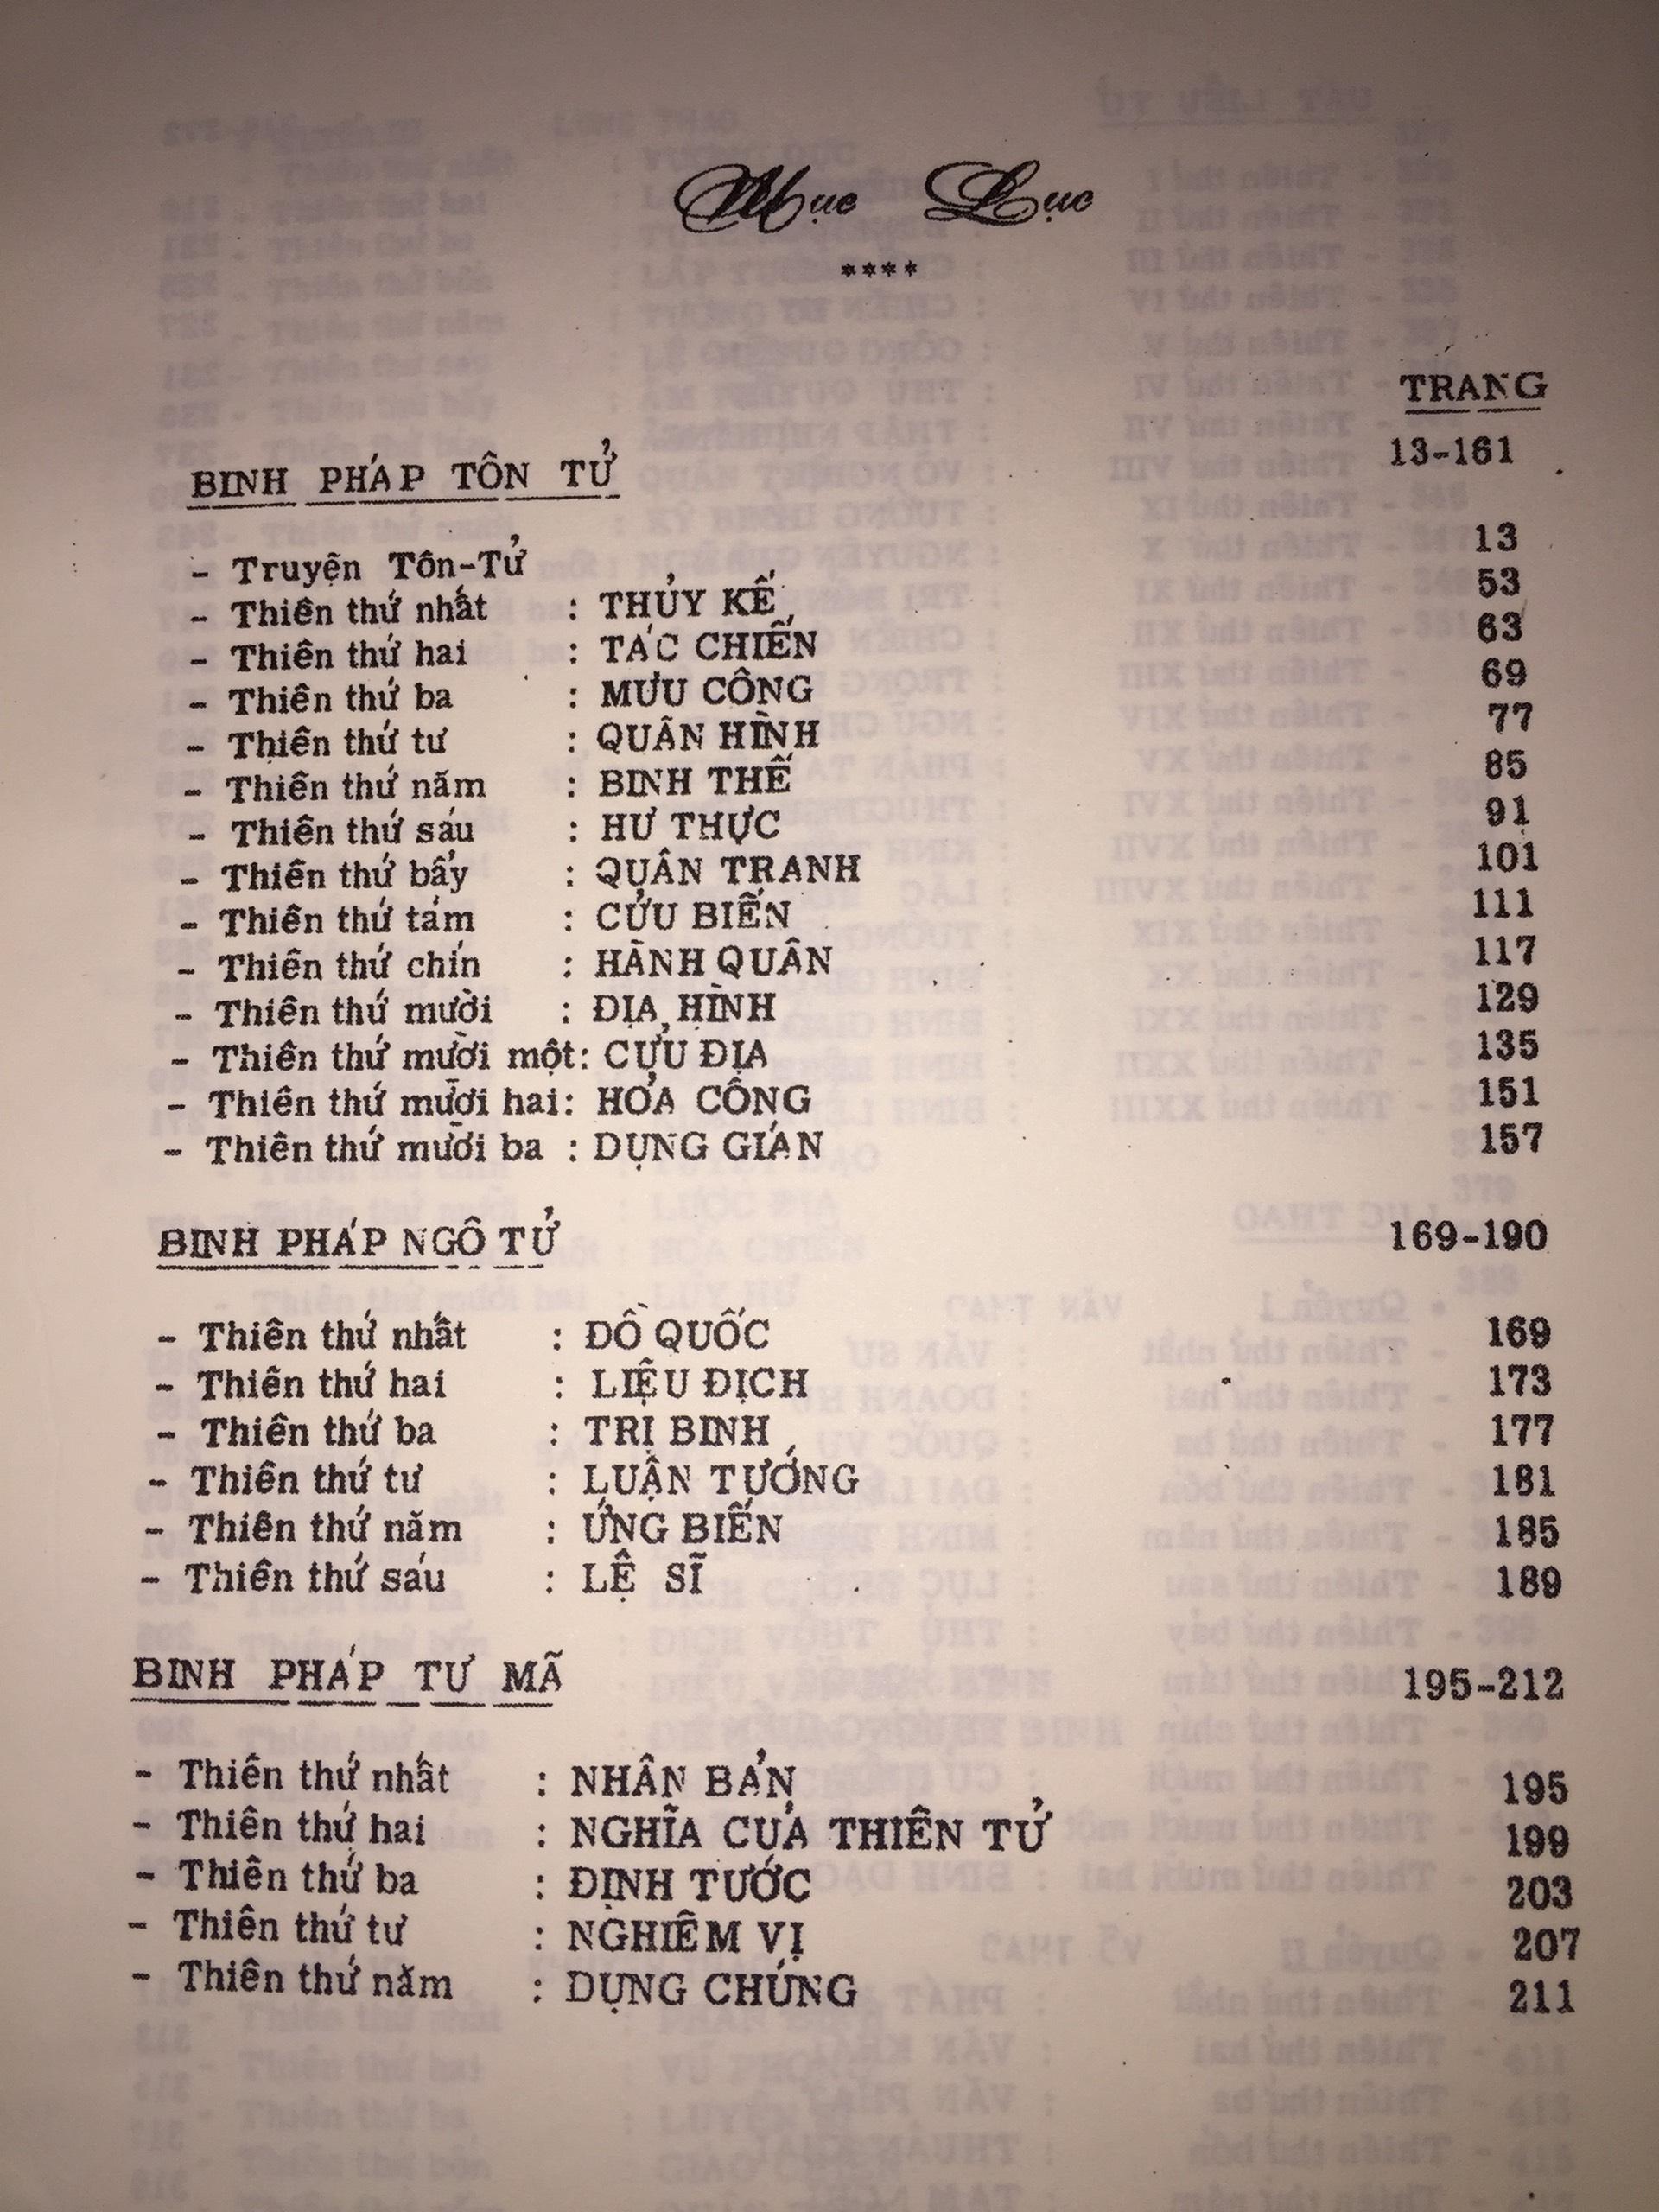 Mục Lục
****
TRANG
BINH PHÁP TÔN TỬ 13-161
- Truyện Tôn-Tử 13
- Thiên thứ nhất : THỦY KẾ 53
- Thiên thứ hai : TÁC CHIẾN 63
- Thiên thứ ba : MƯU CÔNG 69
- Thiên thứ tư : QUÂN HÌNH 77
- Thiên thứ năm : BINH THẾ 85
- Thiên thứ sáu : HƯ THỰC 91
- Thiên thứ bẩy : QUÂN TRANH 101
- Thiên thứ tám : CỬU BIẾN 111
- Thiên thứ chín : HÀNH QUÂN 117
- Thiên thứ mười : ĐỊA HÌNH 129
- Thiên thứ mười một: CỬU ĐỊA 135
- Thiên thứ mười hai: HỎA CÔNG 151
- Thiên thứ mười ba : DỤNG GIÁN 157
BINH PHÁP NGÔ TỬ 169-190
- Thiên thứ nhất : ĐỒ QUỐC 169
- Thiên thứ hai : LIỆU ĐỊCH 173
- Thiên thứ ba : TRỊ BINH 177
- Thiên thứ tư : LUẬN TƯỚNG 181
- Thiên thứ năm : ỨNG BIẾN 185
- Thiên thứ sáu : LỆ SĨ 189
BINH PHÁP TƯ MÃ 195-212
- Thiên thứ nhất : NHÂN BẢN 195
- Thiên thứ hai : NGHĨA CỦA THIÊN TỬ 199
- Thiên thứ ba : ĐỊNH TƯỚC 203
- Thiên thứ tư : NGHIÊM VỊ 207
- Thiên thứ năm : DỤNG CHÚNG 211